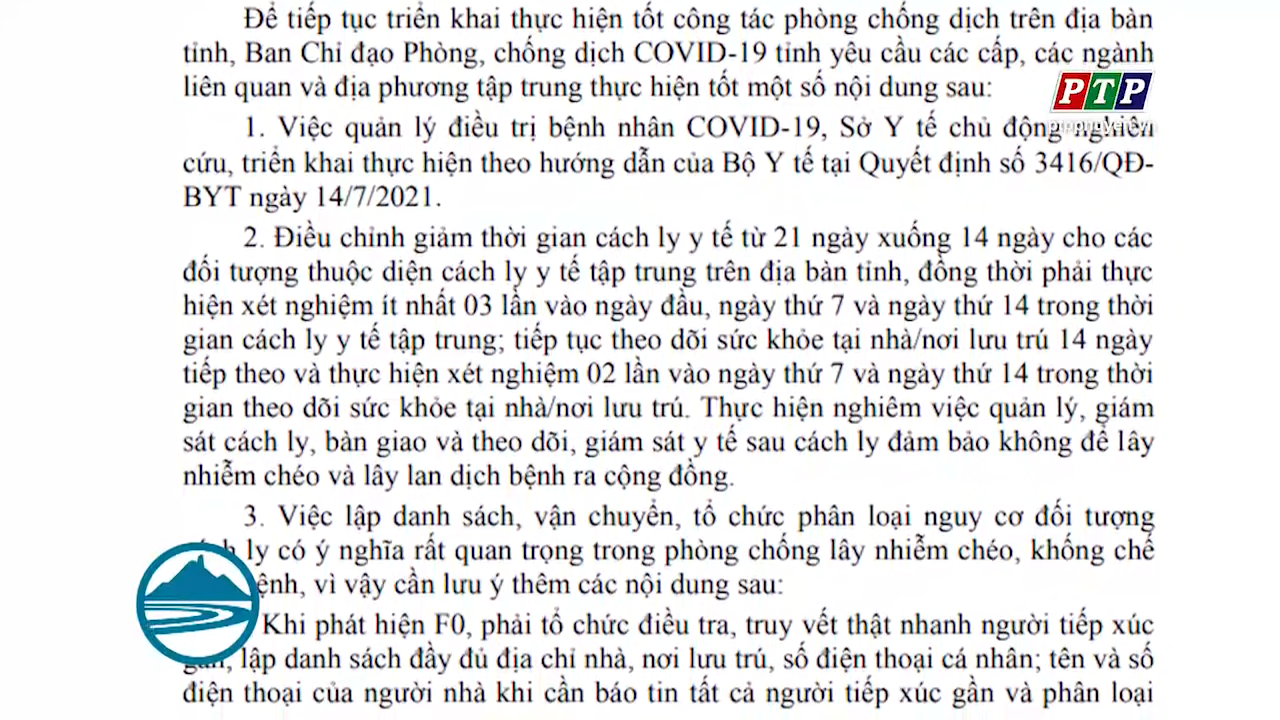 Để tiếp tục triển khai thực hiện tốt công tác phòng chống dịch trên địa bàn
tỉnh, Ban Chỉ đạo Phòng, chống dịch COVID-19 tỉnh yêu cầu các cấp, các ngành
liên quan và địa phương tập trung thực hiện tốt một số nội dung sau:
PTP
1. Việc quản lý điều trị bệnh nhân COVID-19, Sở Y tế chủ động nghiên
cứu, triển khai thực hiện theo hướng dẫn của Bộ Y tế tại Quyết định số 3416/QĐ-
BYT ngày 14/7/2021.
2. Điều chỉnh giảm thời gian cách ly y tế từ 21 ngày xuống 14 ngày cho các
đối tượng thuộc diện cách ly y tế tập trung trên địa bàn tỉnh, đồng thời phải thực
hiện xét nghiệm ít nhất 03 lần vào ngày đầu, ngày thứ 7 và ngày thứ 14 trong thời
gian cách ly y tế tập trung; tiếp tục theo dõi sức khỏe tại nhà/nơi lưu trú 14 ngày
tiếp theo và thực hiện xét nghiệm 02 lần vào ngày thứ 7 và ngày thứ 14 trong thời
gian theo dõi sức khỏe tại nhà/nơi lưu trú. Thực hiện nghiêm việc quản lý, giám
sát cách ly, bàn giao và theo dõi, giám sát y tế sau cách ly đảm bảo không để lây
nhiễm chéo và lây lan dịch bệnh ra cộng đồng.
3. Việc lập danh sách, vận chuyển, tổ chức phân loại nguy cơ đối tượng
ly có ý nghĩa rất quan trọng trong phòng chống lây nhiễm chéo, khống chế
vì vậy cần lưu ý thêm các nội dung sau:
Khi phát hiện F0, phải tổ chức điều tra, truy vết thật nhanh người tiếp xúc
lập danh sách đầy đủ địa chỉ nhà, nơi lưu trú, số điện thoại cá nhân; tên và số
điện thoại của người nhà khi cần báo tin tất cả người tiếp xúc gần và phân loại